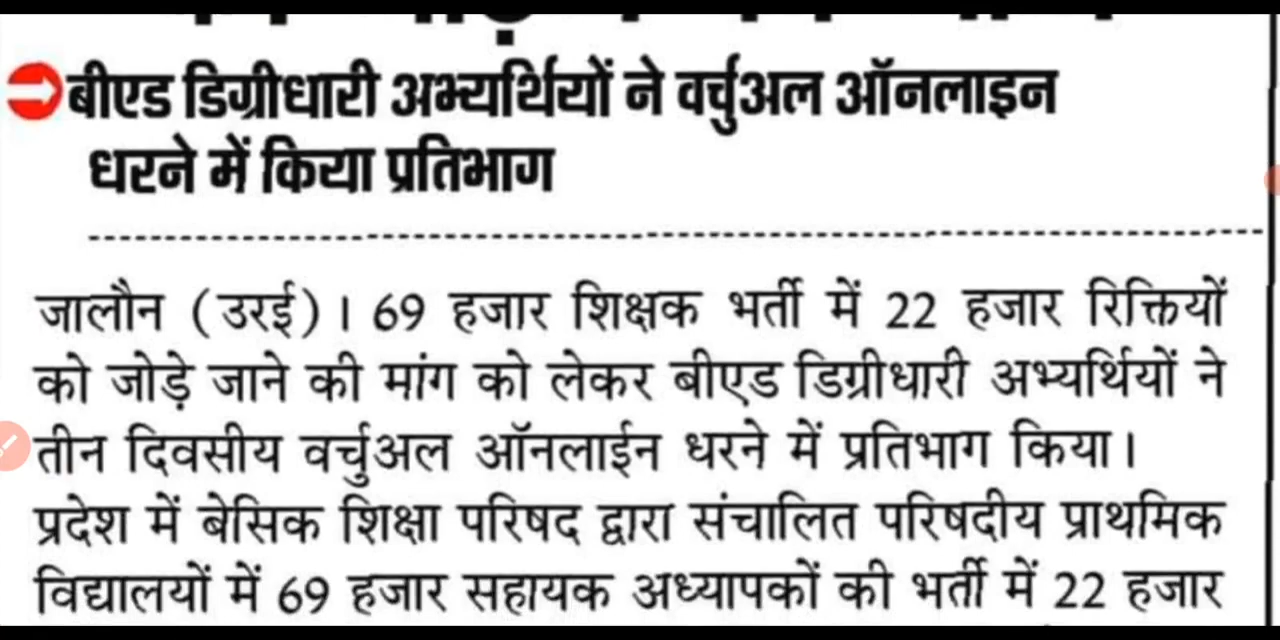 बीएड डिग्रीधारी अभ्यर्थियों ने वर्चुअल ऑनलाइन
धरने में किया प्रतिभाग
जालौन (उरई)। 69 हजार शिक्षक भर्ती में 22 हजार रिक्तियों
को जोड़े जाने की मांग को लेकर बीएड डिग्रीधारी अभ्यर्थियों ने
तीन दिवसीय वर्चुअल ऑनलाईन धरने में प्रतिभाग किया।
प्रदेश में बेसिक शिक्षा परिषद द्वारा संचालित परिषदीय प्राथमिक
विद्यालयों में 69 हजार सहायक अध्यापकों की भर्ती में 22 हजार